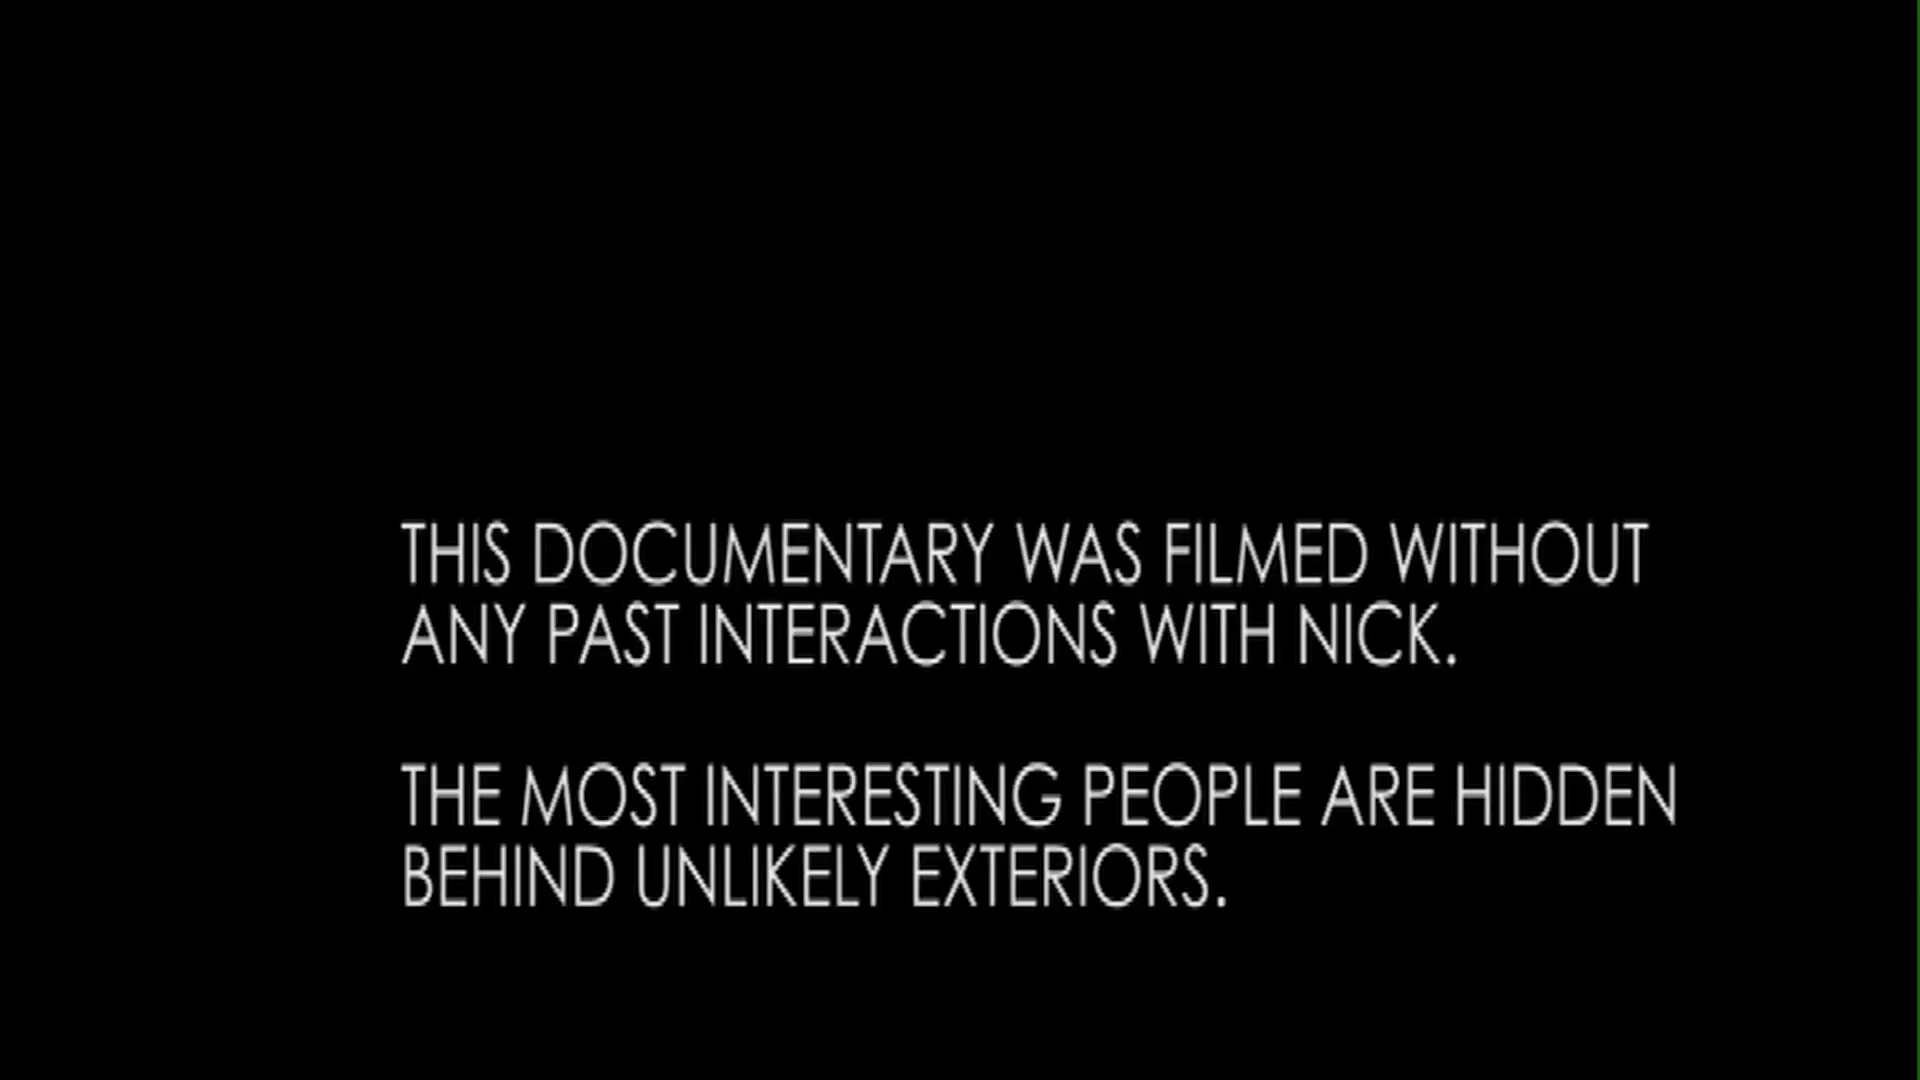 THIS DOCUMENTARY WAS FILMED WITHOUT
ANY PAST INTERACTIONS WITH NICK.
THE MOST INTERESTING PEOPLE ARE HIDDEN
BEHIND UNLIKELY EXTERIORS.